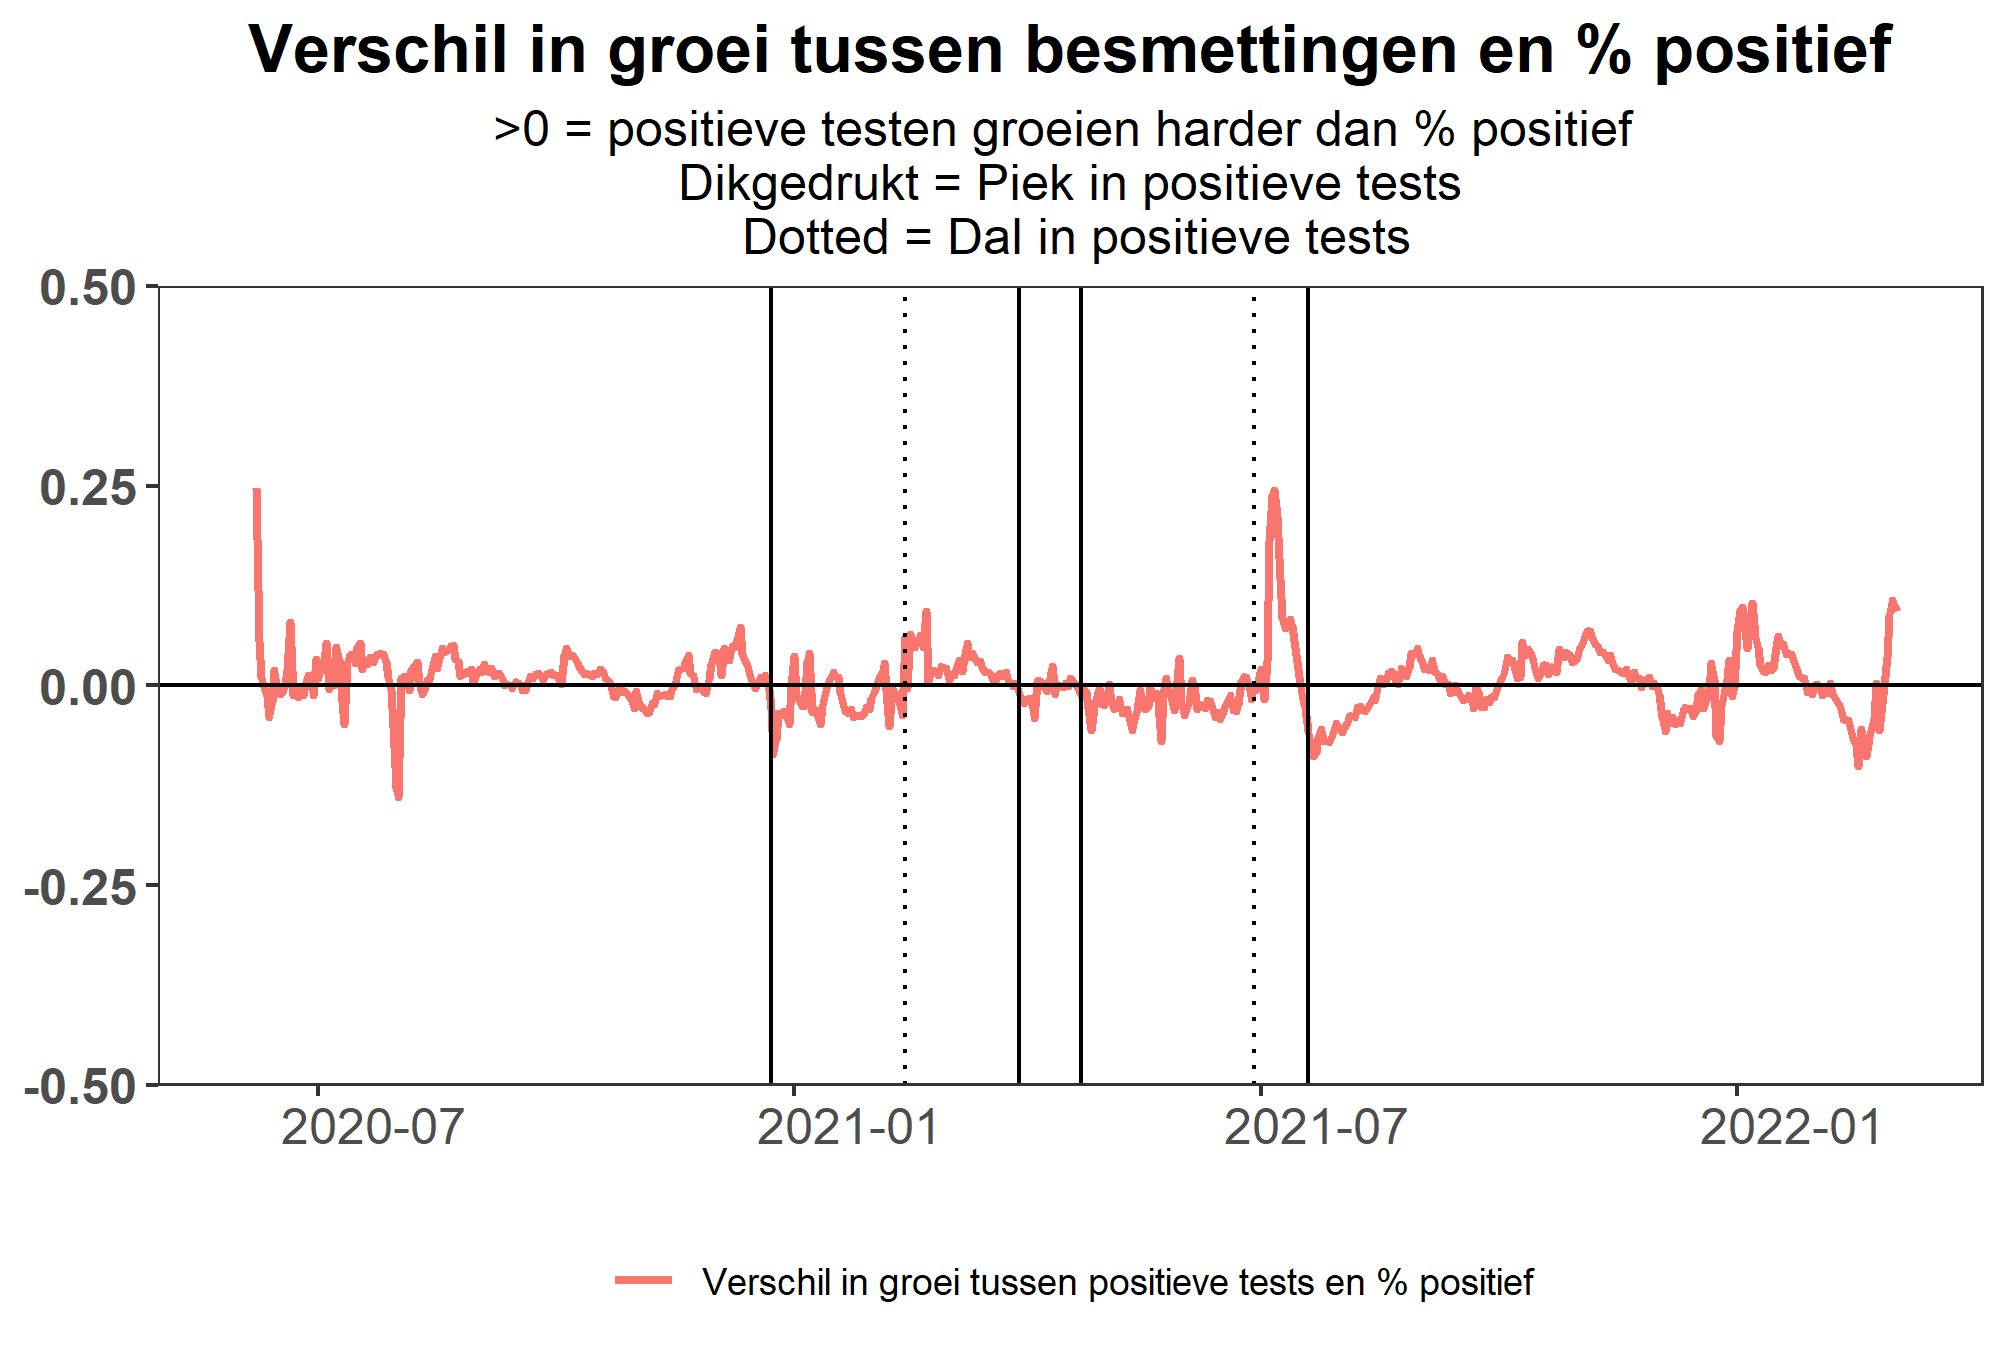 Verschil in groei tussen besmettingen en % positief
>0 = positieve testen groeien harder dan % positief
Dikgedrukt = Piek in positieve tests
Dotted = Dal in positieve tests
0.50
0.25
0.00
-0.25
-0.50
2020-07 2021-01 2021-07 2022-01
Verschil in groei tussen positieve tests en % positief